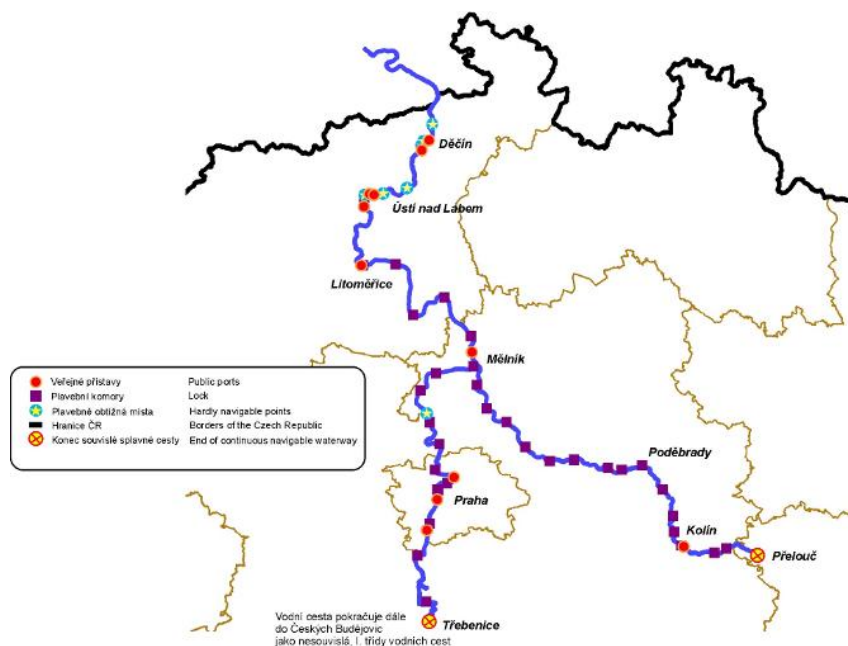 Děčín
Ústí nad Labem
Litoměřice
Mělník
Veřejné přístavy Public ports
Plavební komory Lock
Plavebně obtížná místa Hardly navigable points
Hranice ČR Borders of the Czech Republic
Konec souvislé splavné cesty End of continuous navigable waterway
Poděbrady
Praha
Kolín
Přelouč
Vodní cesta pokračuje dále
do Českých Budějovic
jako nesouvislá, I. třídy vodních cest
Třebenice